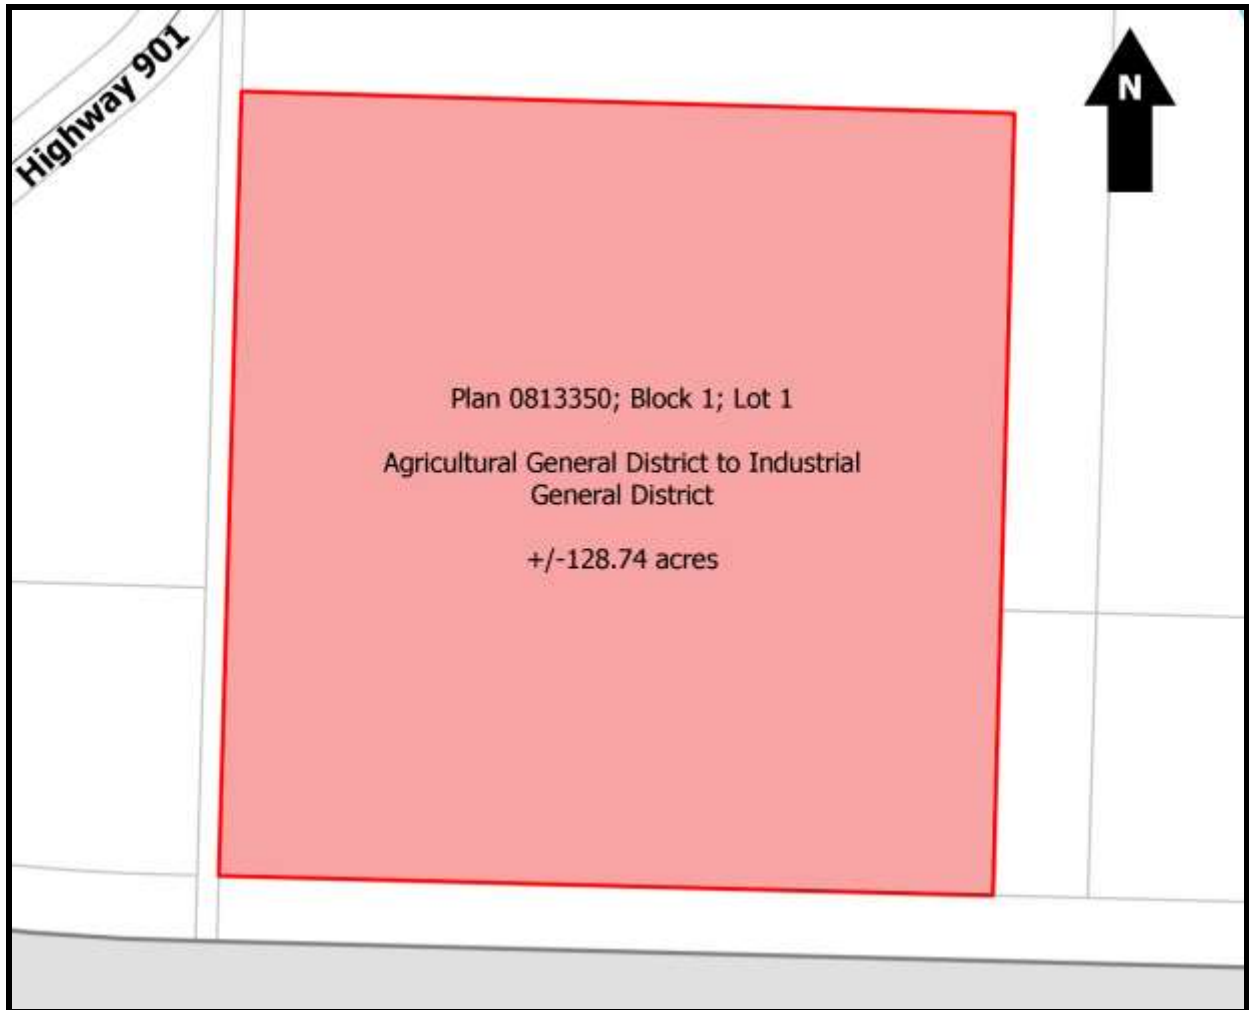 Highway 901
N
Plan 0813350; Block 1; Lot 1
Agricultural General District to Industrial
General District
+/-128.74 acres